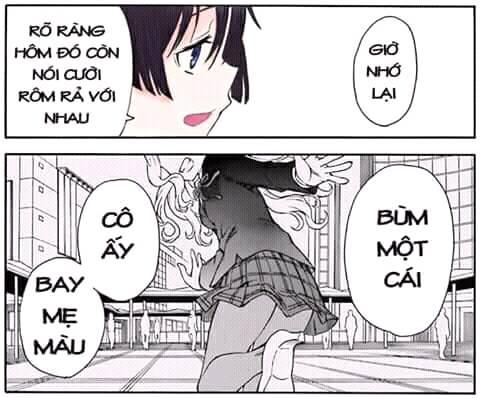 GIỜ
NHỚ
LẠI
RÕ RÀNG
HÔM ĐÓ CÒN
NÓI CƯỜI
RÔM RẢ VỚI
NHAU
BÙM
MỘT
CÁI
CÔ
ẤY
BAY
MẸ
MÀU